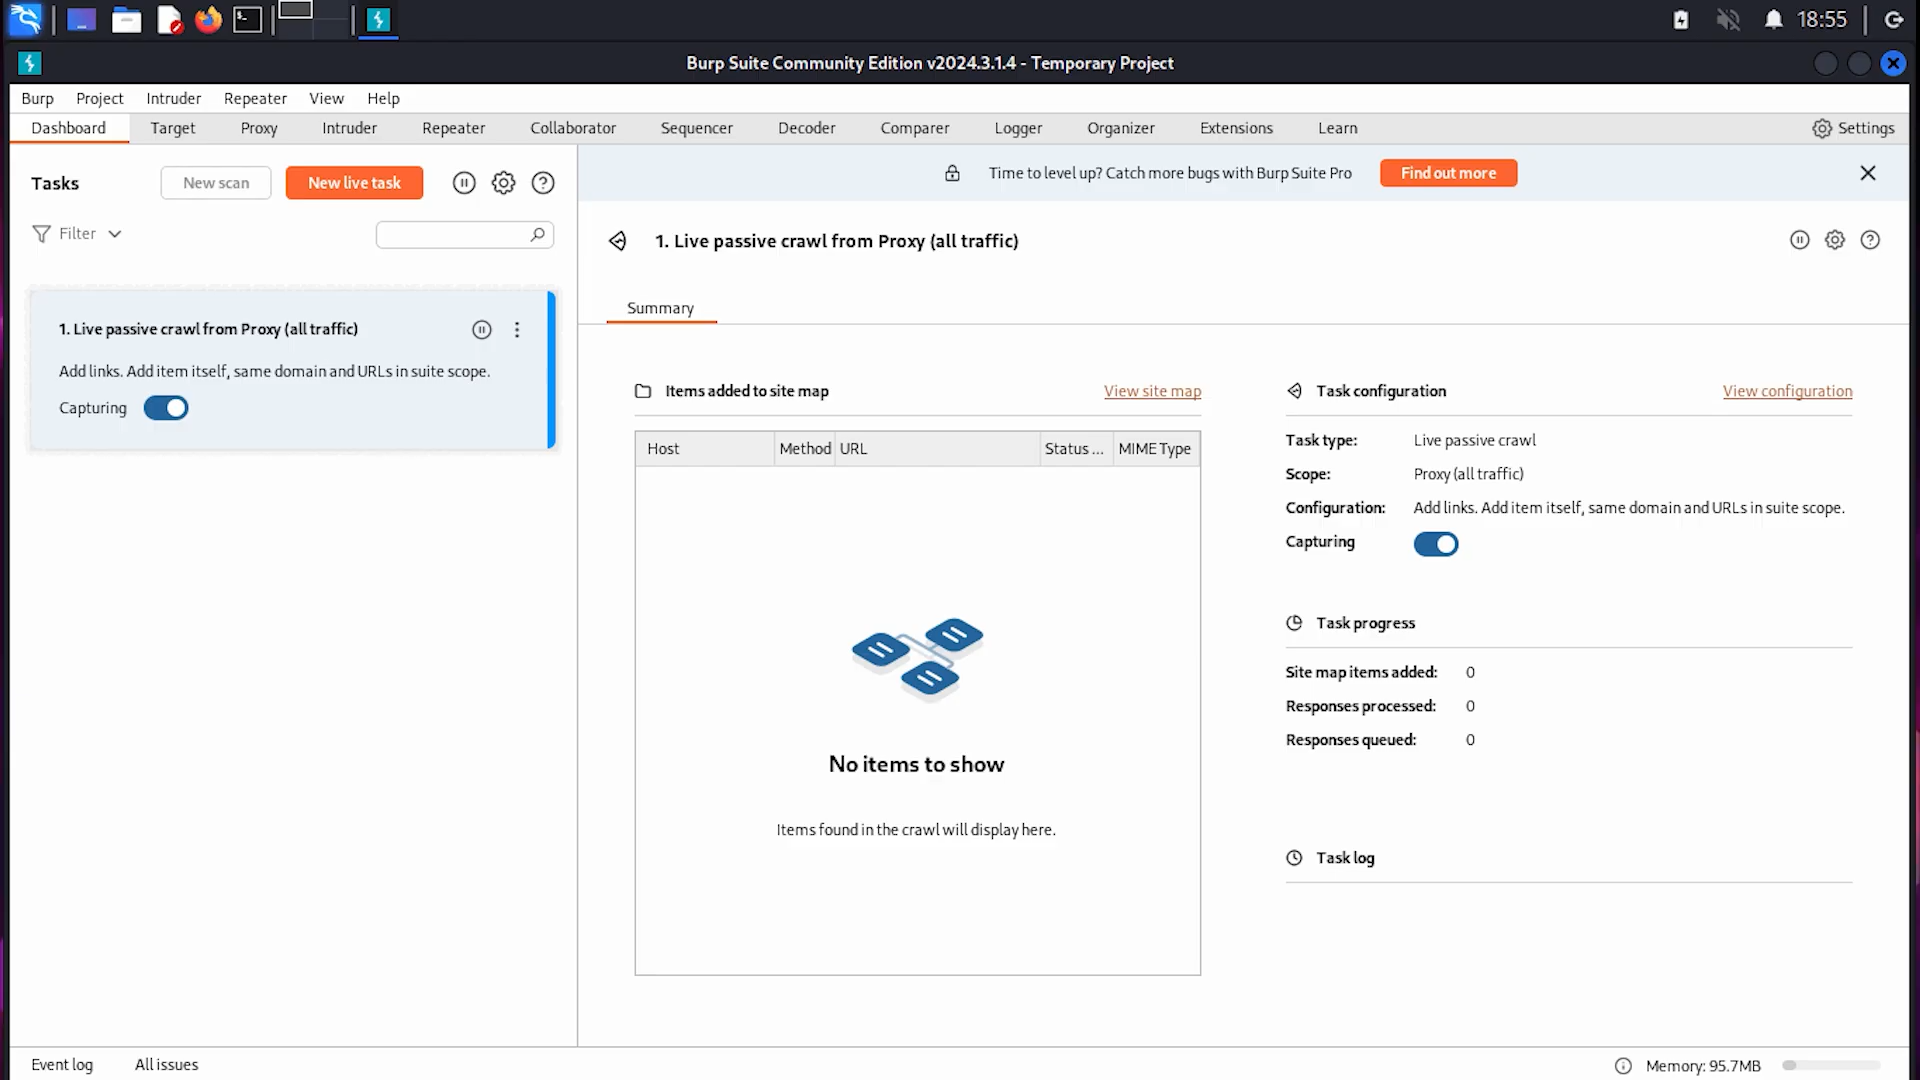 18:55
Burp Suite Community Edition v2024.3.1.4 - Temporary Project
Burp Project Intruder Repeater View Help
Dashboard Target Proxy Intruder Repeater Collaborator Sequencer Decoder Comparer Logger Organizer Extensions Learn Settings
Tasks New scan New live task
Time to level up? Catch more bugs with Burp Suite Pro Find out more
Filter
1. Live passive crawl from Proxy (all traffic)
Add links. Add item itself, same domain and URLs in suite scope.
Capturing
1. Live passive crawl from Proxy (all traffic)
Summary
Items added to site map View site map
Host Method URL Status ... MIME Type
No items to show
Items found in the crawl will display here.
Task configuration View configuration
Task type: Live passive crawl
Scope: Proxy (all traffic)
Configuration: Add links. Add item itself, same domain and URLs in suite scope.
Capturing
Task progress
Site map items added: 0
Responses processed: 0
Responses queued: 0
Task log
Event log All issues
Memory: 95.7MB